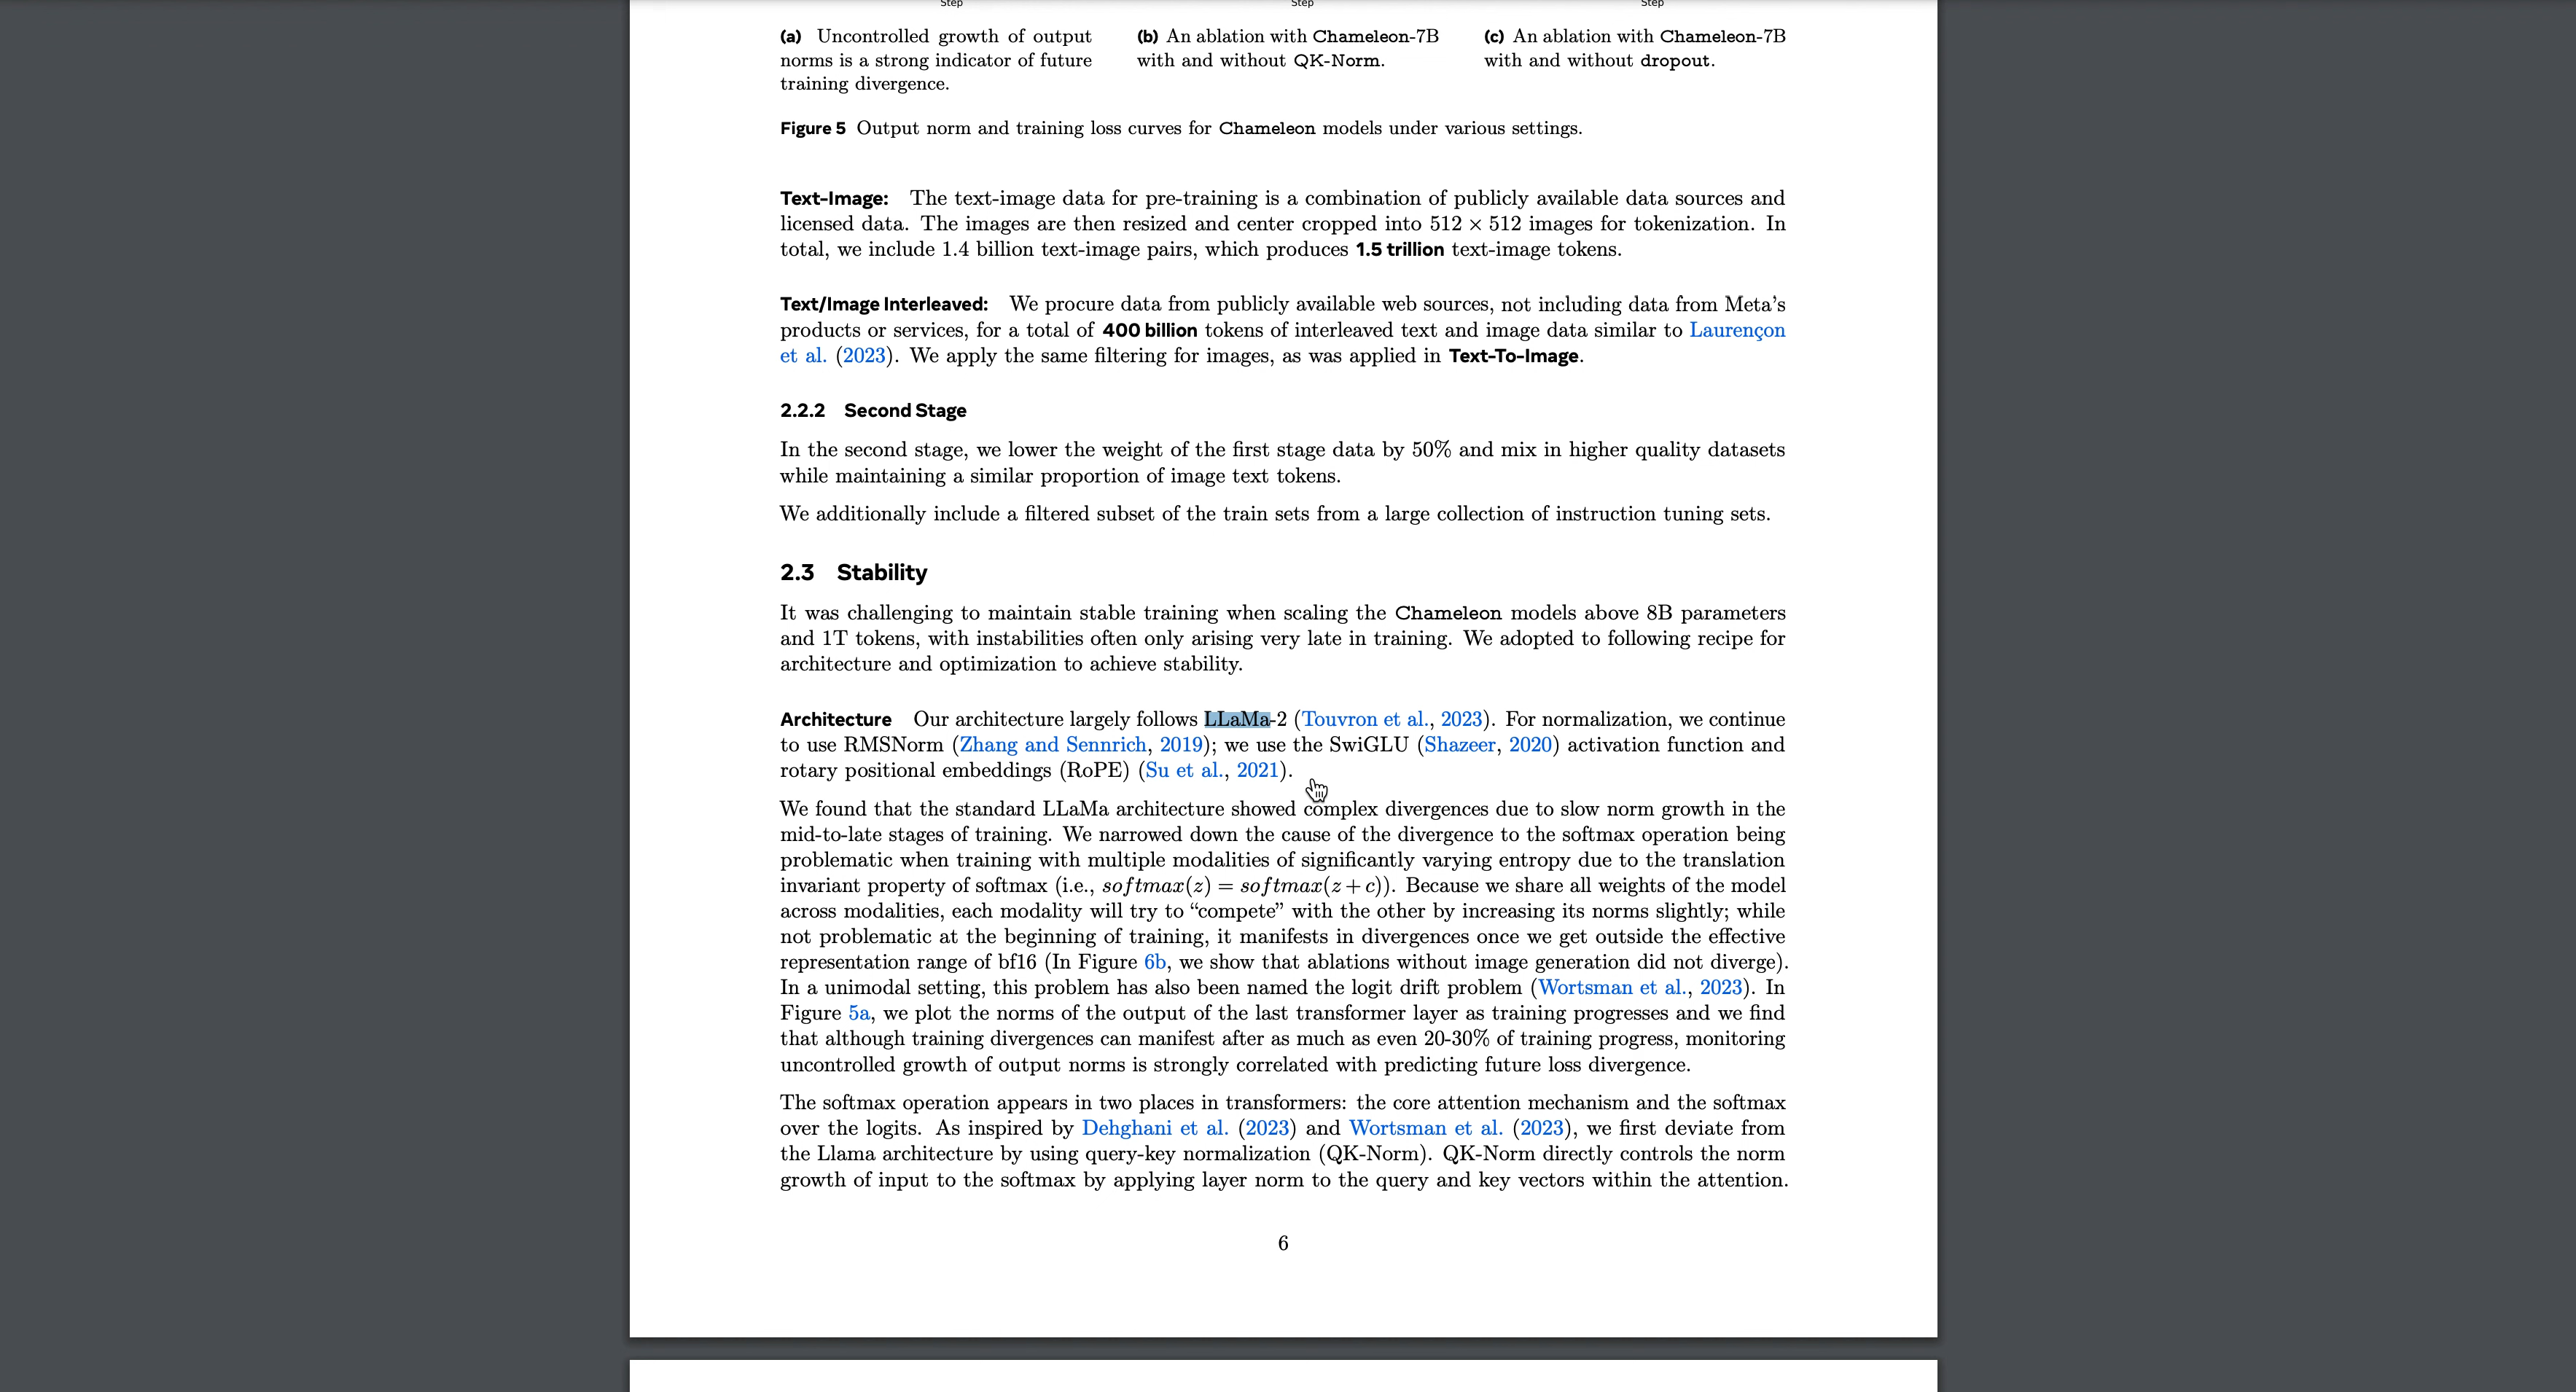 Step Step Step
(a) Uncontrolled growth of output
norms is a strong indicator of future
training divergence.
(b) An ablation with Chameleon-7B
with and without QK-Norm.
(c) An ablation with Chameleon-7B
with and without dropout.
Figure 5 Output norm and training loss curves for Chameleon models under various settings.
Text-Image: The text-image data for pre-training is a combination of publicly available data sources and
licensed data. The images are then resized and center cropped into 512 × 512 images for tokenization. In
total, we include 1.4 billion text-image pairs, which produces 1.5 trillion text-image tokens.
Text/Image Interleaved: We procure data from publicly available web sources, not including data from Meta's
products or services, for a total of 400 billion tokens of interleaved text and image data similar to Laurençon
et al. (2023). We apply the same filtering for images, as was applied in Text-To-Image.
2.2.2 Second Stage
In the second stage, we lower the weight of the first stage data by 50% and mix in higher quality datasets
while maintaining a similar proportion of image text tokens.
We additionally include a filtered subset of the train sets from a large collection of instruction tuning sets.
2.3 Stability
It was challenging to maintain stable training when scaling the Chameleon models above 8B parameters
and 1T tokens, with instabilities often only arising very late in training. We adopted to following recipe for
architecture and optimization to achieve stability.
Architecture Our architecture largely follows LLaMa-2 (Touvron et al., 2023). For normalization, we continue
to use RMSNorm (Zhang and Sennrich, 2019); we use the SwiGLU (Shazeer, 2020) activation function and
rotary positional embeddings (RoPE) (Su et al., 2021).
We found that the standard LLaMa architecture showed complex divergences due to slow norm growth in the
mid-to-late stages of training. We narrowed down the cause of the divergence to the softmax operation being
problematic when training with multiple modalities of significantly varying entropy due to the translation
invariant property of softmax (i.e., softmax(z) = softmax(z + c)). Because we share all weights of the model
across modalities, each modality will try to “compete” with the other by increasing its norms slightly; while
not problematic at the beginning of training, it manifests in divergences once we get outside the effective
representation range of bf16 (In Figure 6b, we show that ablations without image generation did not diverge).
In a unimodal setting, this problem has also been named the logit drift problem (Wortsman et al., 2023). In
Figure 5a, we plot the norms of the output of the last transformer layer as training progresses and we find
that although training divergences can manifest after as much as even 20-30% of training progress, monitoring
uncontrolled growth of output norms is strongly correlated with predicting future loss divergence.
The softmax operation appears in two places in transformers: the core attention mechanism and the softmax
over the logits. As inspired by Dehghani et al. (2023) and Wortsman et al. (2023), we first deviate from
the Llama architecture by using query-key normalization (QK-Norm). QK-Norm directly controls the norm
growth of input to the softmax by applying layer norm to the query and key vectors within the attention.
6